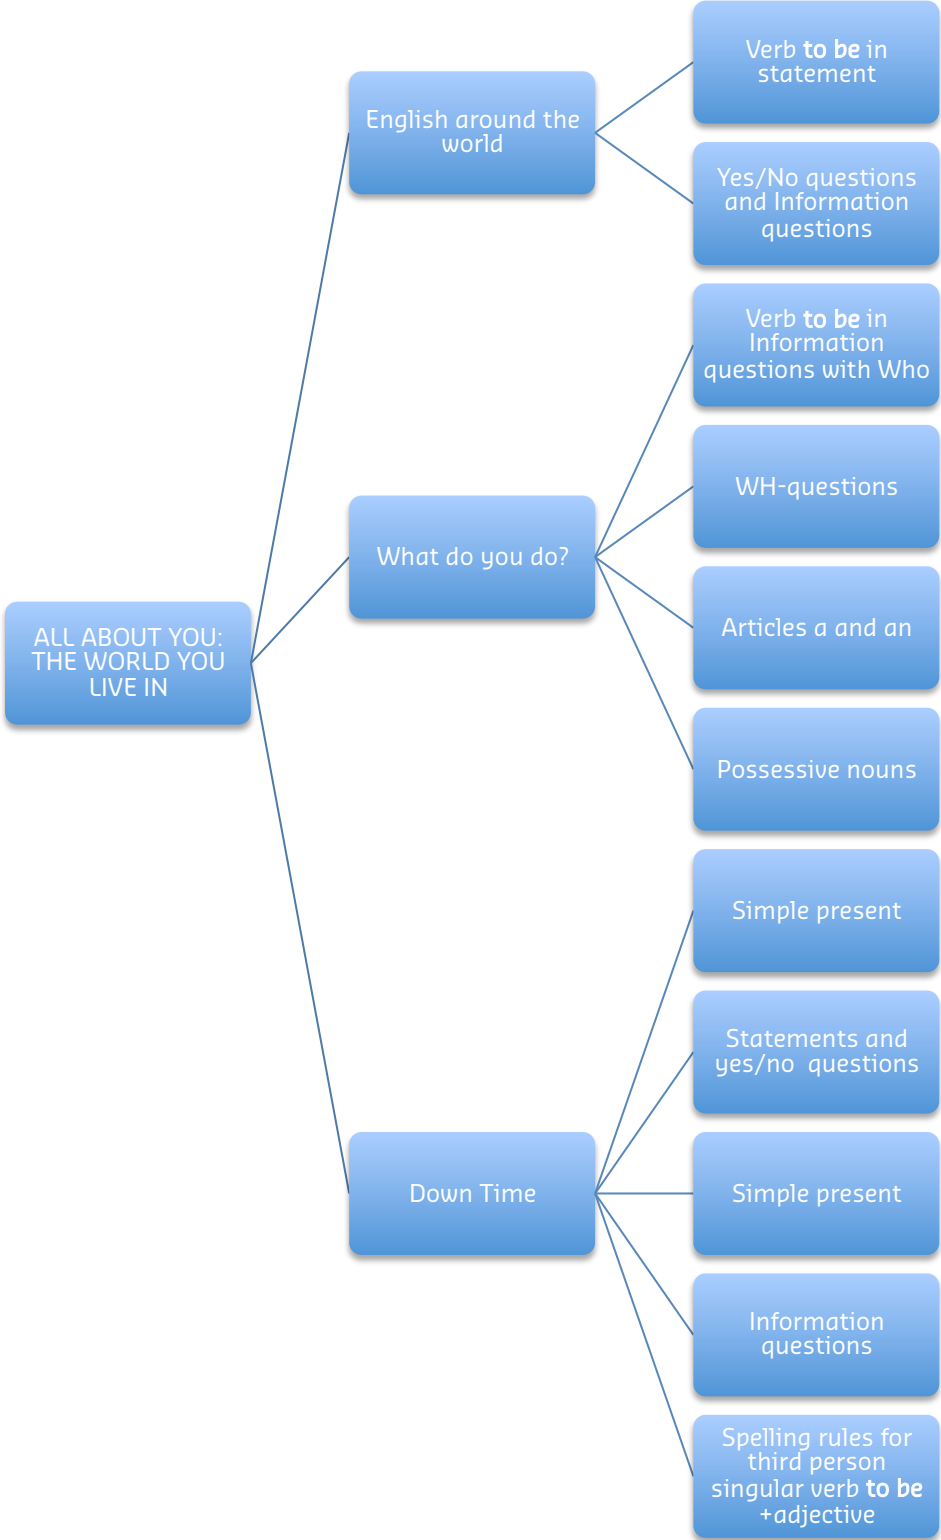 Verb to be in
statement
English around the
world
Yes/No questions
and Information
questions
Verb to be in
Information
questions with Who
WH-questions
What do you do?
Articles a and an
ALL ABOUT YOU:
THE WORLD YOU
LIVE IN
Possessive nouns
Simple present
Statements and
yes/no questions
Down Time
Simple present
Information
questions
Spelling rules for
third person
singular verb to be
+adjective